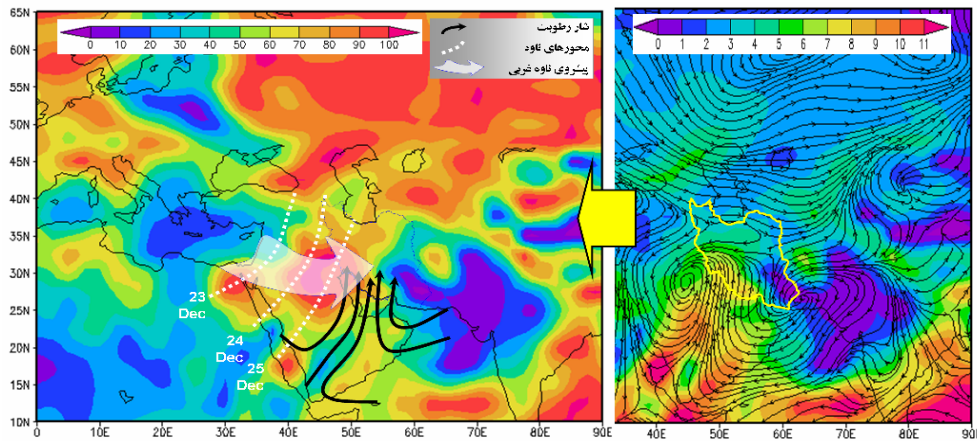 65N
60N
55N
50N
45N
40N
35N
30N
25N
20N
15N
10N
0 10 20 30 40 50 60 70 80 90 100
شار رطوبت
محورهای ناوه
پیشروی ناوه غربی
23
Dec
24
Dec
25
Dec
0 10E 20E 30E 40E 50E 60E 70E 80E 90E
0 1 2 3 4 5 6 7 8 9 10 11
40E 50E 60E 70E 80E 90E